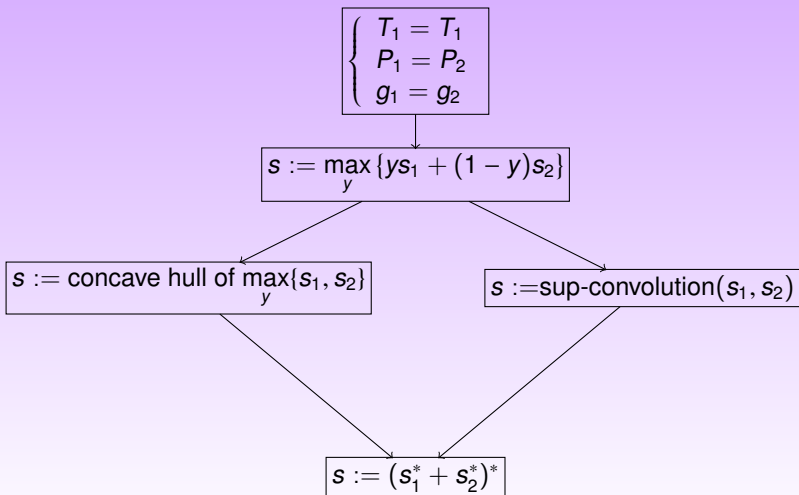 T₁ = T₁
P₁ = P₂
g₁ = g₂
s := max_y {ys₁ + (1 − y)s₂}
s := concave hull of max_y {s₁, s₂}
s :=sup-convolution(s₁, s₂)
s := (s₁* + s₂*)*